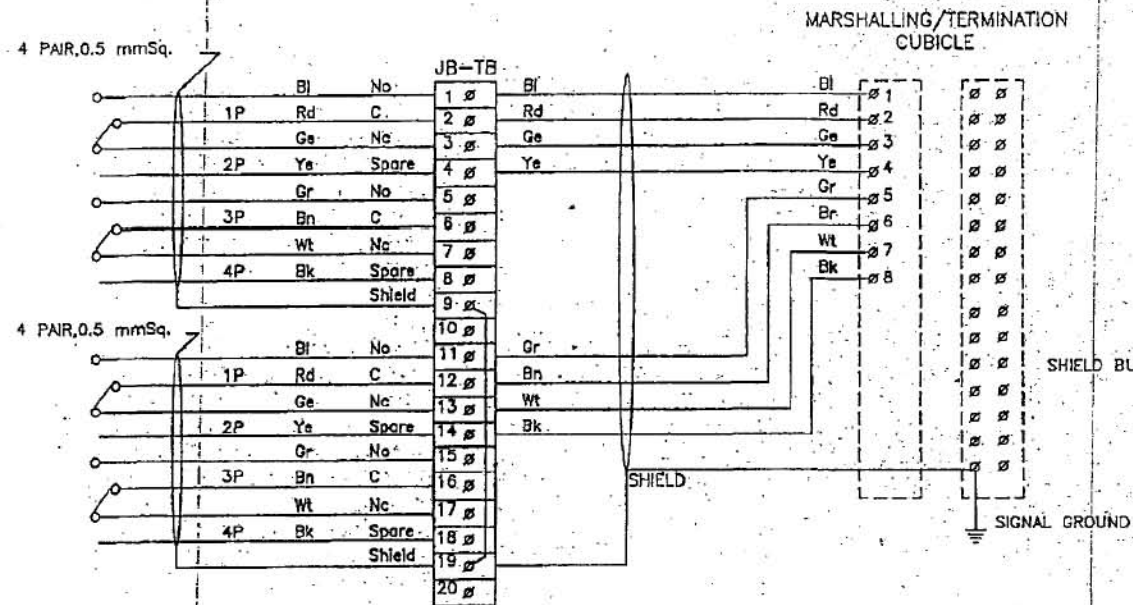 MARSHALLING/TERMINATION
CUBICLE
4 PAIR,0.5 mmSq.
JB-TB
Bl No 1 Bl Bl 1
1P Rd C 2 Rd Rd 2
Ge Nc 3 Ge Ge 3
2P Ye Spare 4 Ye Ye 4
Gr No 5 Gr 5
3P Bn C 6 Br 6
Wt Nc 7 Wt 7
4P Bk Spare 8 Bk 8
Shield 9
4 PAIR,0.5 mmSq. 10
Bl No 11 Gr
1P Rd C 12 Bn
Ge Nc 13 Wt
2P Ye Spare 14 Bk
Gr No 15
3P Bn C 16
Wt Nc 17
4P Bk Spare 18
Shield 19
20
SHIELD
SHIELD BU
SIGNAL GROUND